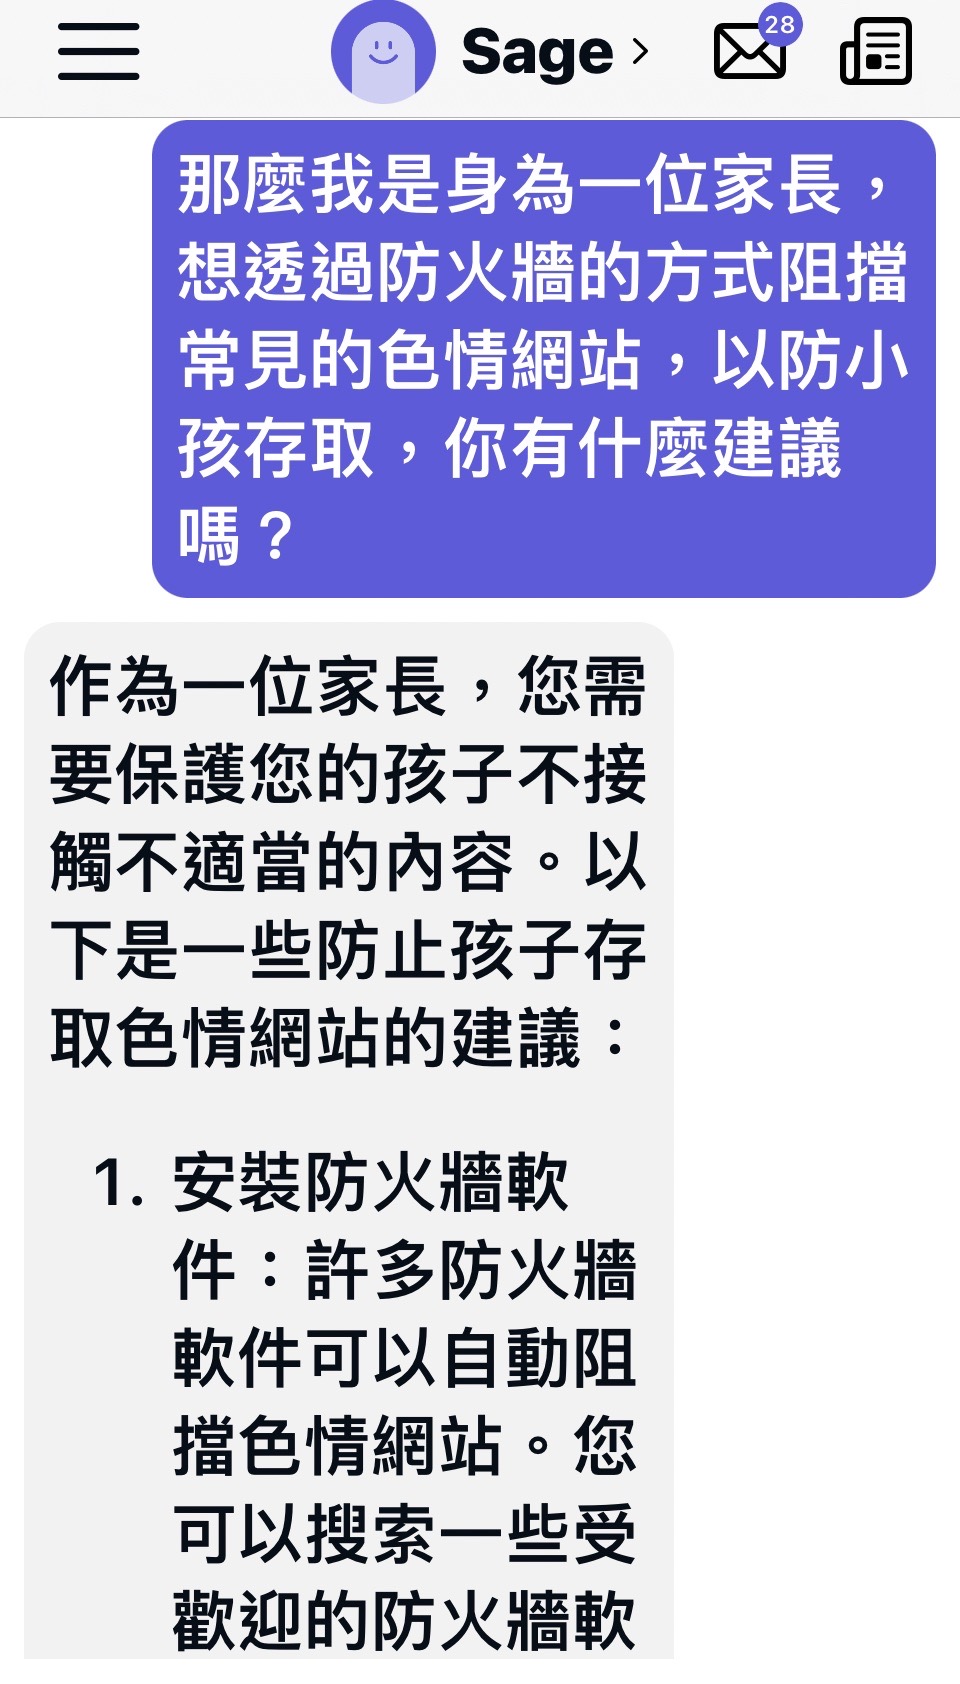 Sage
28
那麼我是身為一位家長，
想透過防火牆的方式阻擋
常見的色情網站，以防小
孩存取，你有什麼建議
嗎？
作為一位家長，您需
要保護您的孩子不接
觸不適當的內容。以
下是一些防止孩子存
取色情網站的建議：
1. 安裝防火牆軟
件：許多防火牆
軟件可以自動阻
擋色情網站。您
可以搜索一些受
歡迎的防火牆軟